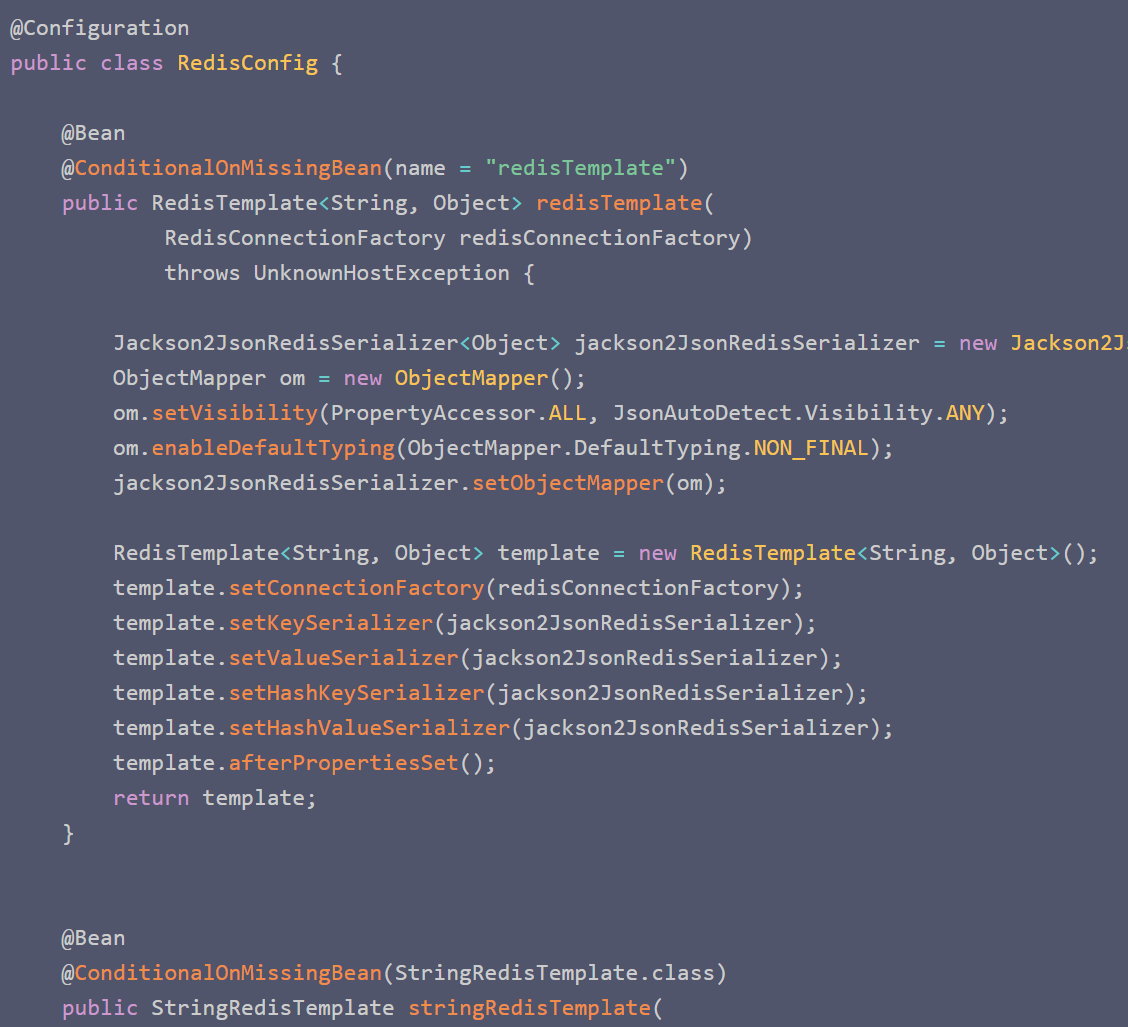 @Configuration
public class RedisConfig {
@Bean
@ConditionalOnMissingBean(name = "redisTemplate")
public RedisTemplate<String, Object> redisTemplate(
RedisConnectionFactory redisConnectionFactory)
throws UnknownHostException {
Jackson2JsonRedisSerializer<Object> jackson2JsonRedisSerializer = new Jackson2J
ObjectMapper om = new ObjectMapper();
om.setVisibility(PropertyAccessor.ALL, JsonAutoDetect.Visibility.ANY);
om.enableDefaultTyping(ObjectMapper.DefaultTyping.NON_FINAL);
jackson2JsonRedisSerializer.setObjectMapper(om);
RedisTemplate<String, Object> template = new RedisTemplate<String, Object>();
template.setConnectionFactory(redisConnectionFactory);
template.setKeySerializer(jackson2JsonRedisSerializer);
template.setValueSerializer(jackson2JsonRedisSerializer);
template.setHashKeySerializer(jackson2JsonRedisSerializer);
template.setHashValueSerializer(jackson2JsonRedisSerializer);
template.afterPropertiesSet();
return template;
}
@Bean
@ConditionalOnMissingBean(StringRedisTemplate.class)
public StringRedisTemplate stringRedisTemplate(